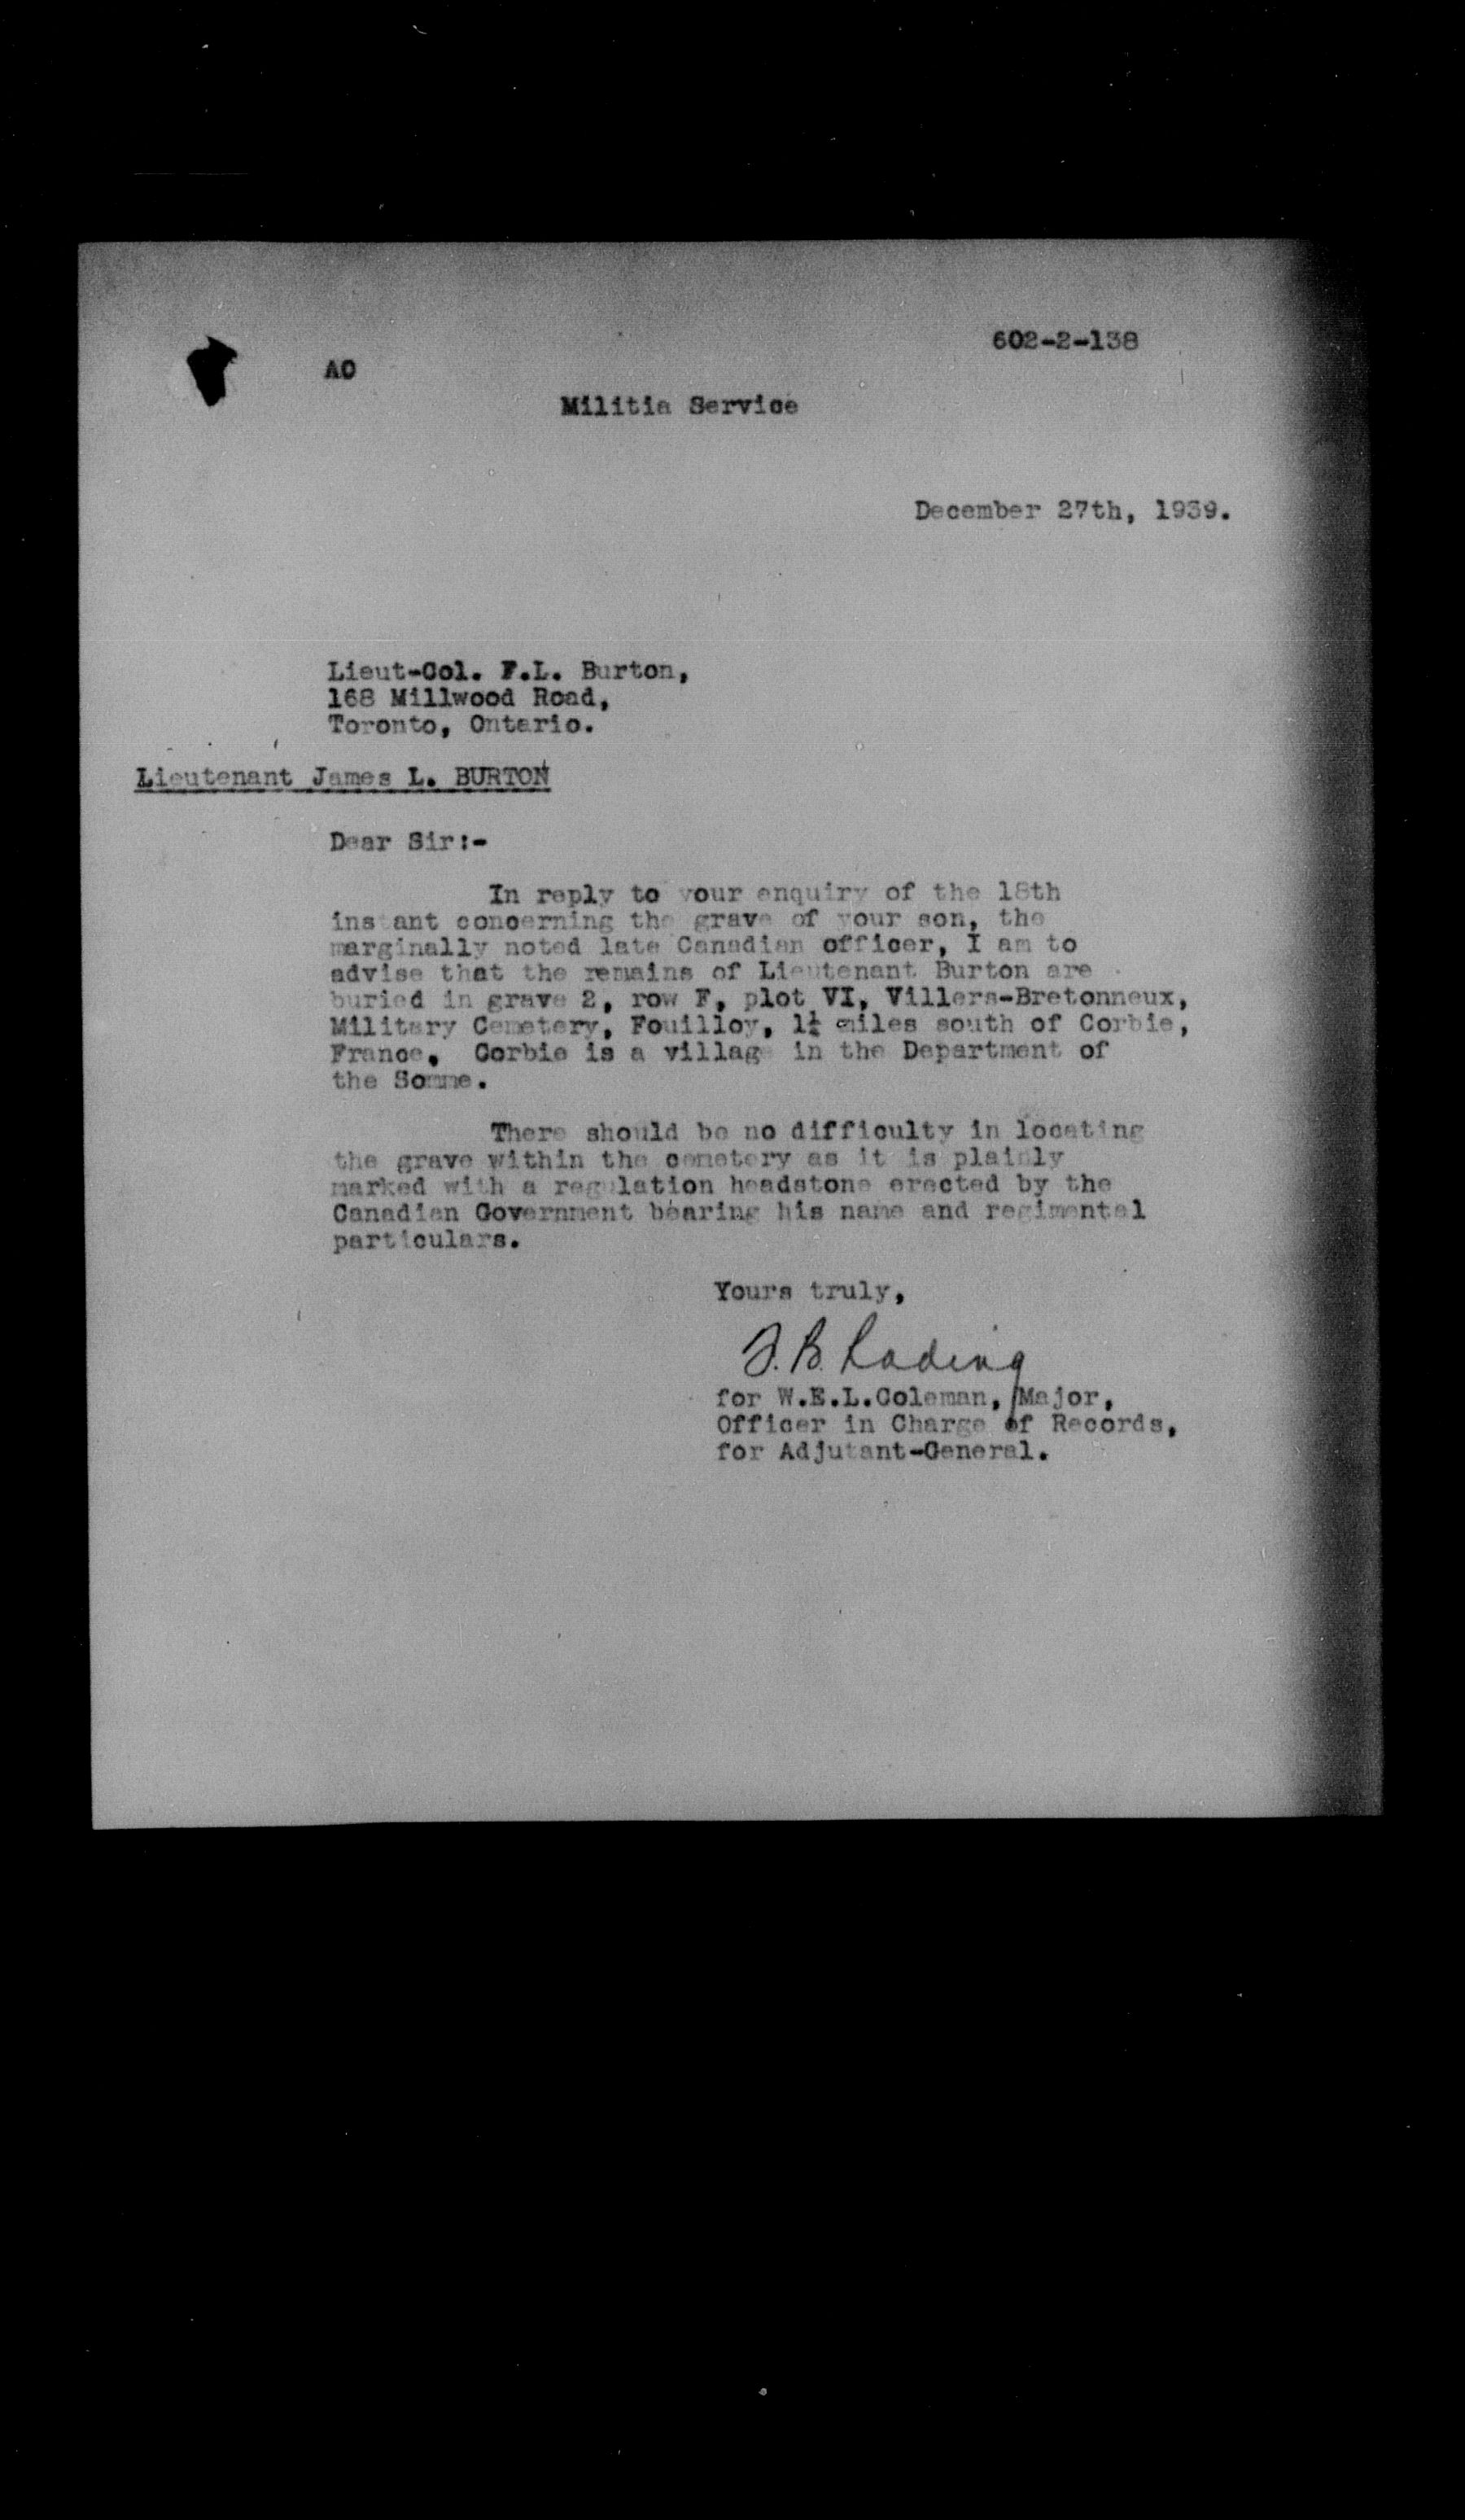 602-2-138
AC
Militia Service
December 27th, 1939.
Lieut-Col. F.L. Burton,
168 Millwood Road,
Toronto, Ontario.
Lieutenant James L. BURTON
Dear Sir:-
In reply to your enquiry of the 18th
instant concerning the grave of your son, the
marginally noted late Canadian officer, I am to
advise that the remains of Lieutenant Burton are
buried in grave 2, row F, plot VI, Villers-Bretonneux,
Military Cemetery, Fouilloy, 1¼ miles south of Corbie,
France. Corbie is a village in the Department of
the Somme.
There should be no difficulty in locating
the grave within the cemetery as it is plainly
marked with a regulation headstone erected by the
Canadian Government bearing his name and regimental
particulars.
Yours truly,
for W.E.L.Coleman, Major,
Officer in Charge of Records,
for Adjutant-General.